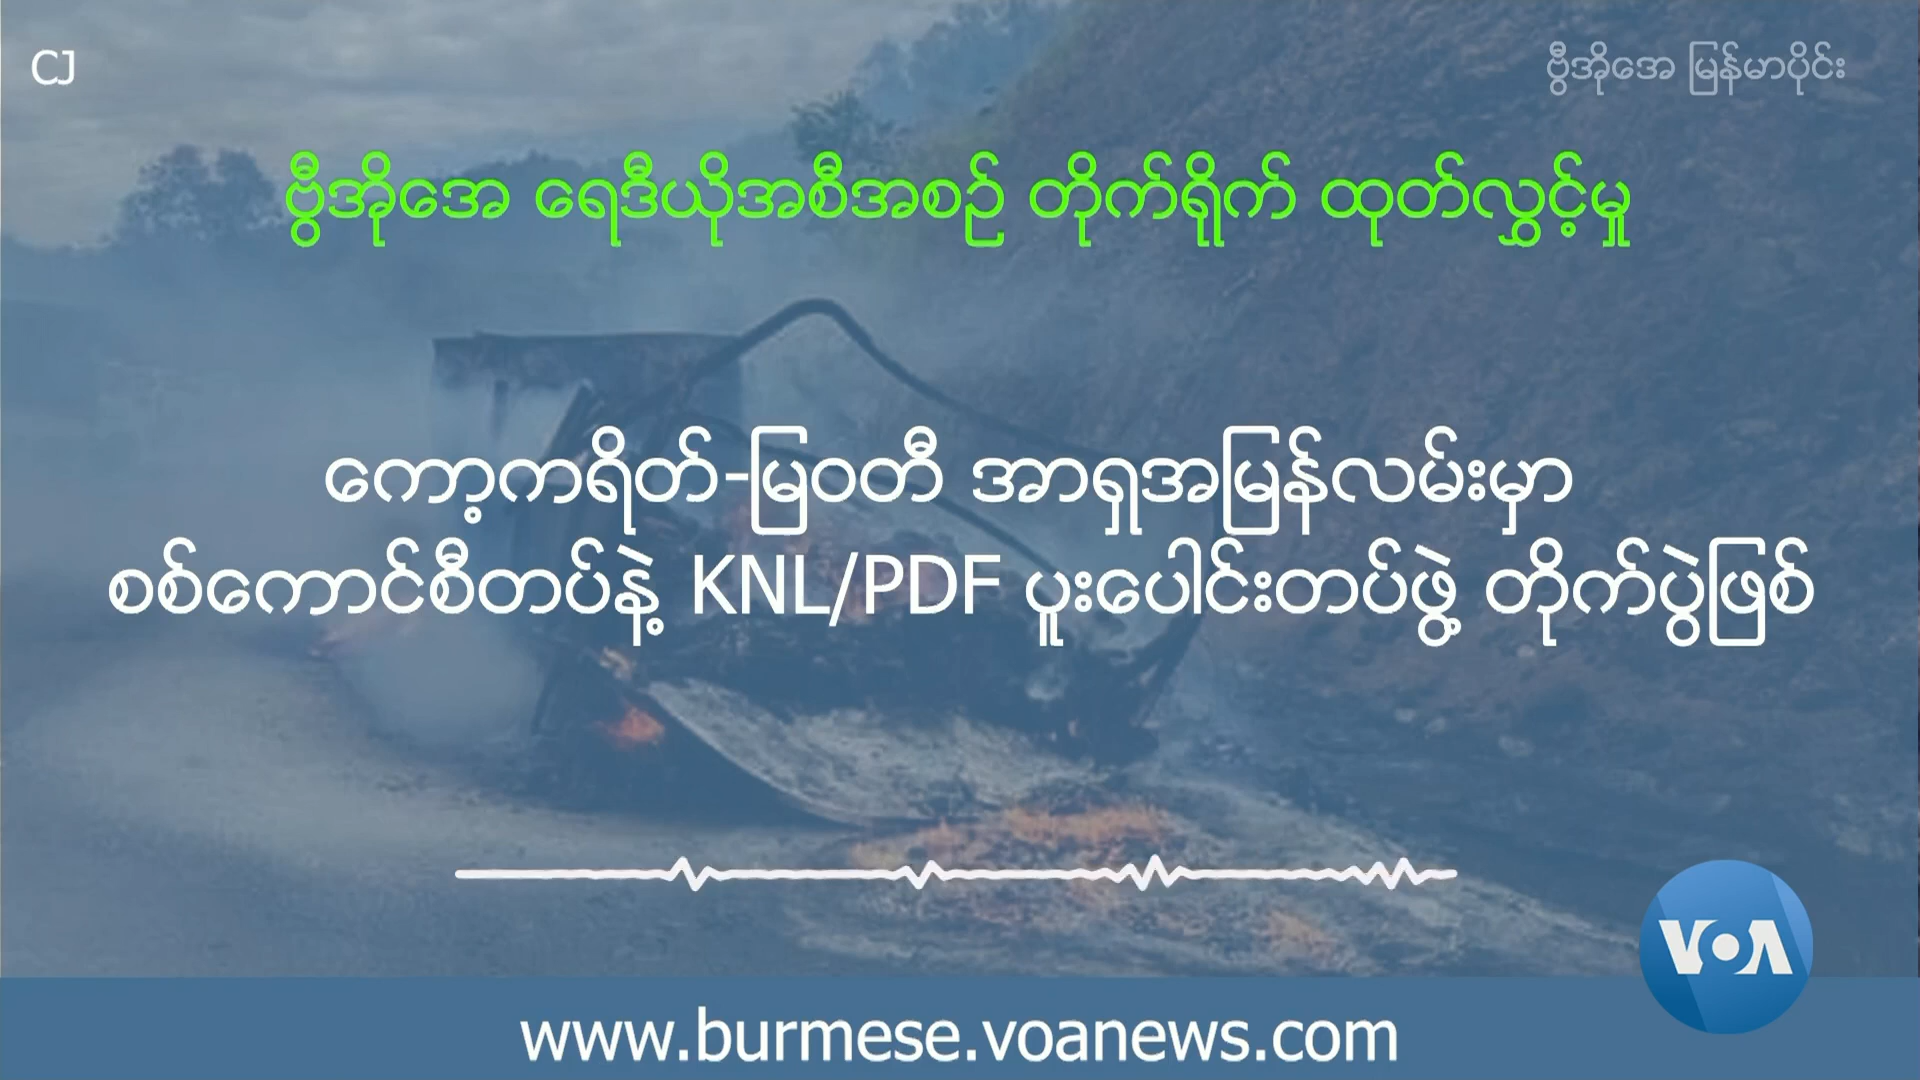 CJ
ဗွီအိုအေ မြန်မာပိုင်း
ဗွီအိုအေ ရေဒီယိုအစီအစဉ် တိုက်ရိုက် ထုတ်လွှင့်မှု
ကော့ကရိတ်-မြဝတီ အာရှအမြန်လမ်းမှာ
စစ်ကောင်စီတပ်နဲ့ KNL/PDF ပူးပေါင်းတပ်ဖွဲ့ တိုက်ပွဲဖြစ်
VOA
www.burmese.voanews.com